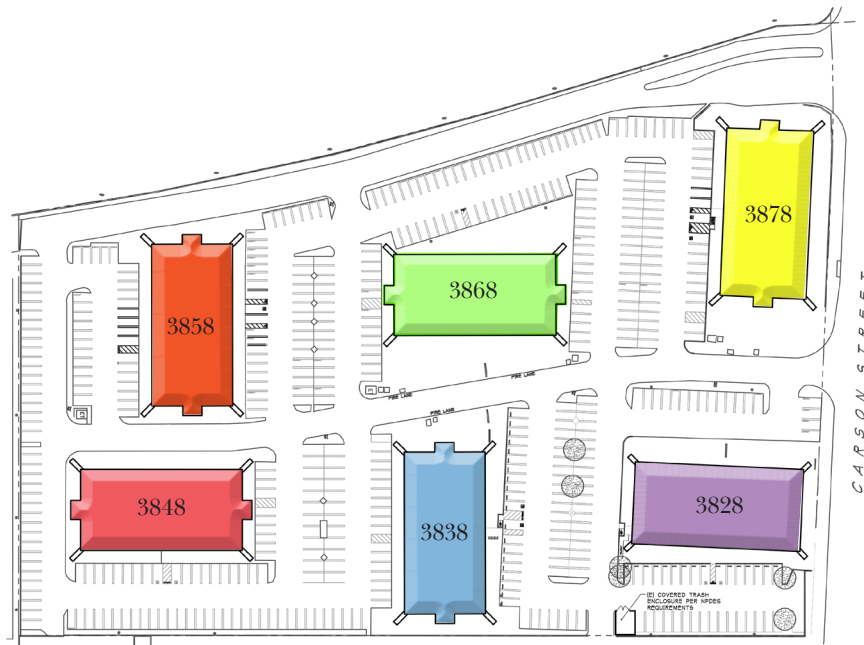 3878
3868
3858
FIRE LANE
FIRE LANE
FIRE LANE
CARSON STREET
3848
3838
3828
(E) COVERED TRASH
ENCLOSURE PER NPDES
REQUIREMENTS